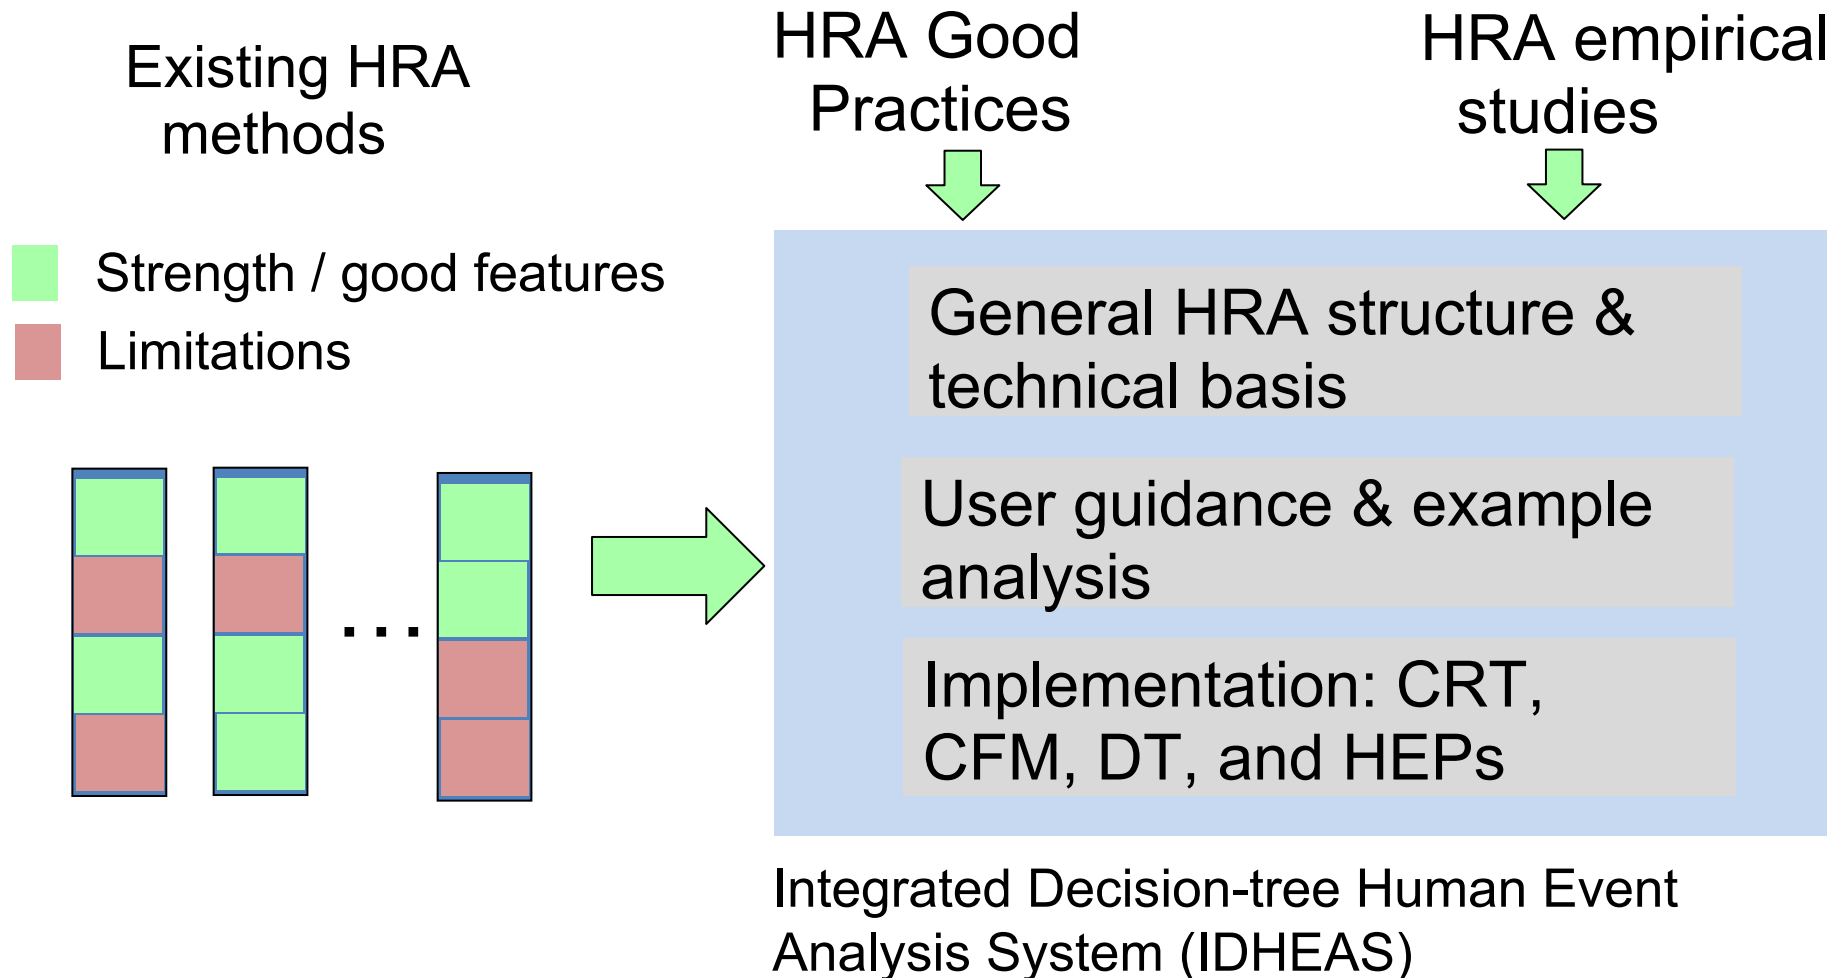 Existing HRA
methods
Strength / good features
Limitations
. . .
HRA Good
Practices
HRA empirical
studies
General HRA structure &
technical basis
User guidance & example
analysis
Implementation: CRT,
CFM, DT, and HEPs
Integrated Decision-tree Human Event
Analysis System (IDHEAS)